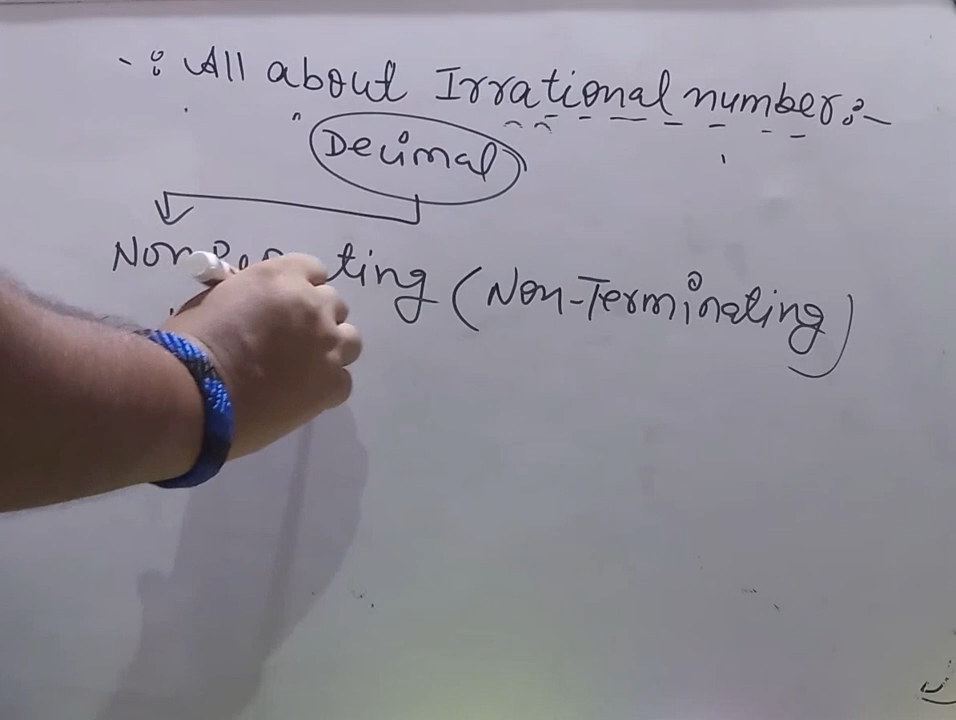 -: All about Irrational number:-
Decimal
ting (Non-Terminating)